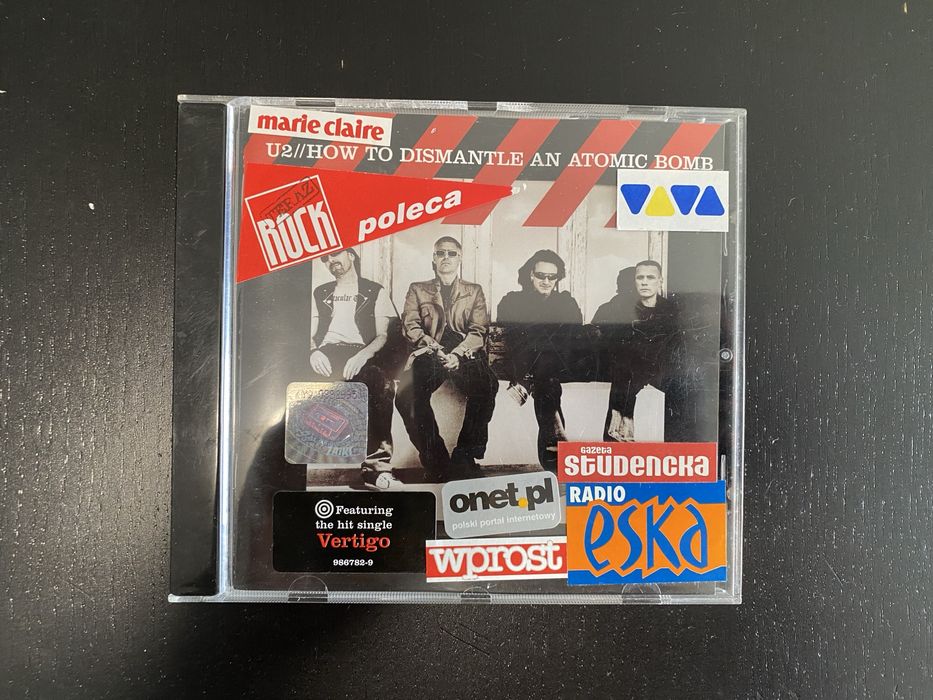 marie claire
U2//HOW TO DISMANTLE AN ATOMIC BOMB
TERAZ
ROCK
poleca
VIVA
ZAiKS
gazeta
studencka
onet.pl
polski portal internetowy
RADIO
eska
wprost
Featuring
the hit single
Vertigo
986782-9